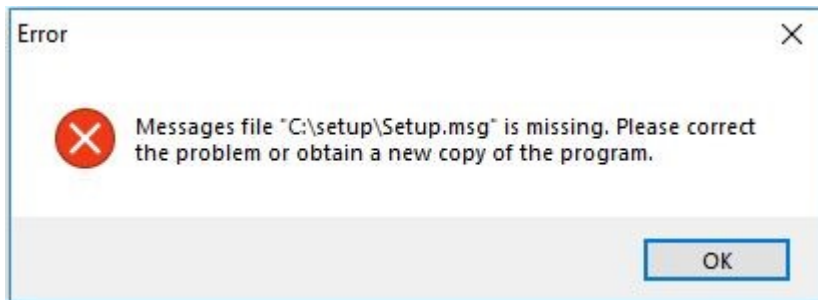 Error
Messages file "C:\setup\Setup.msg" is missing. Please correct
the problem or obtain a new copy of the program.
OK